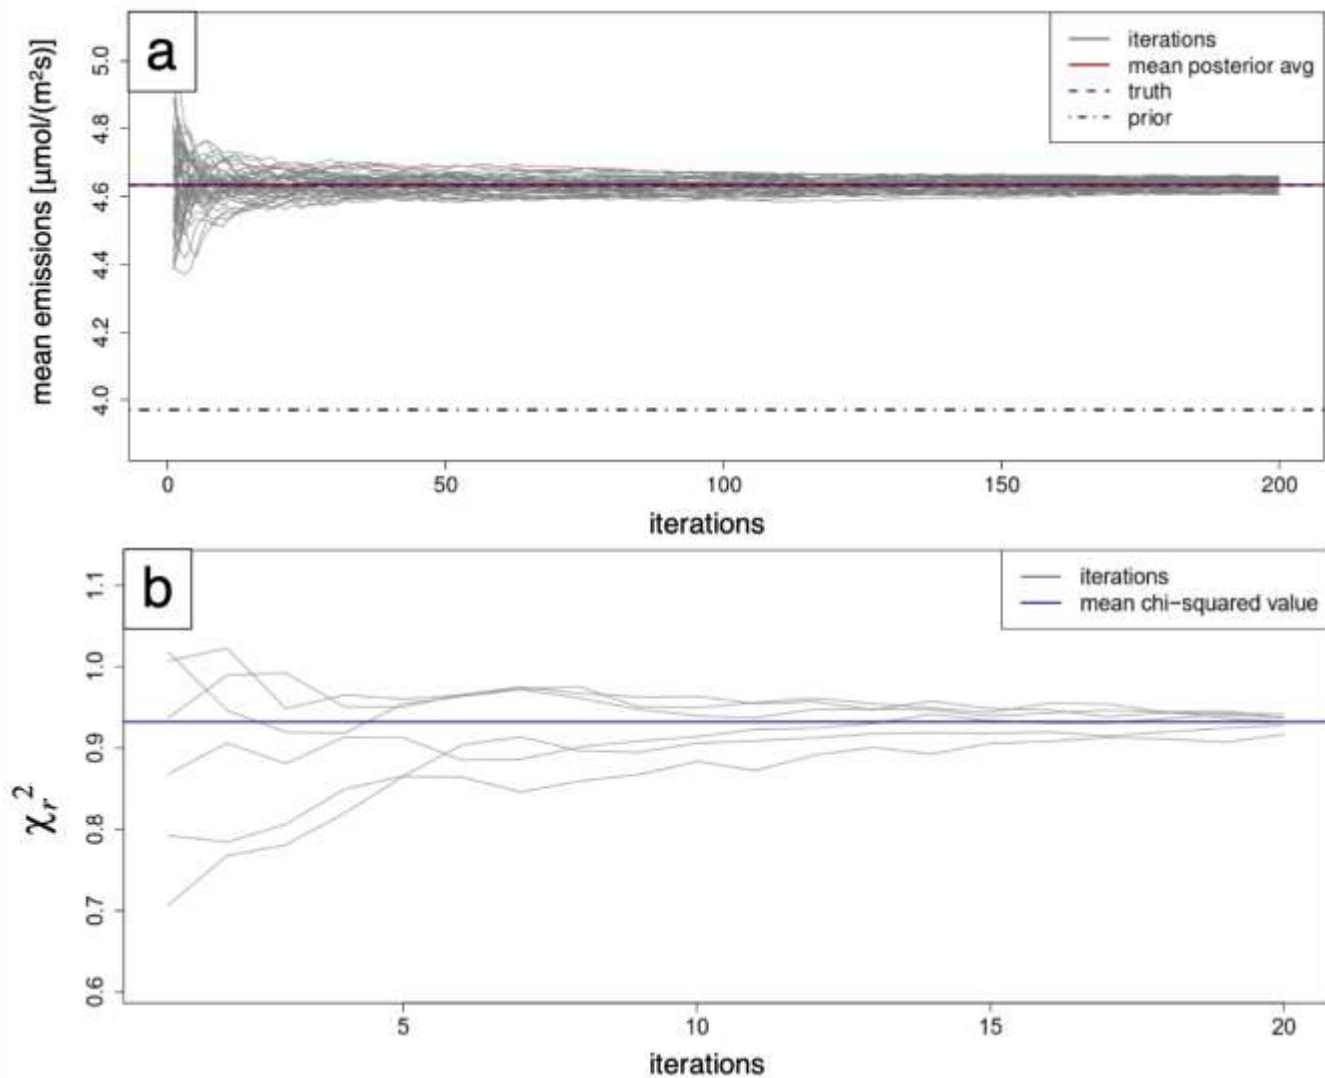 a
iterations
mean posterior avg
truth
prior
mean emissions [µmol/(m²s)]
5.0
4.8
4.6
4.4
4.2
4.0
0 50 100 150 200
iterations
b
iterations
mean chi-squared value
χr²
1.1
1.0
0.9
0.8
0.7
0.6
5 10 15 20
iterations